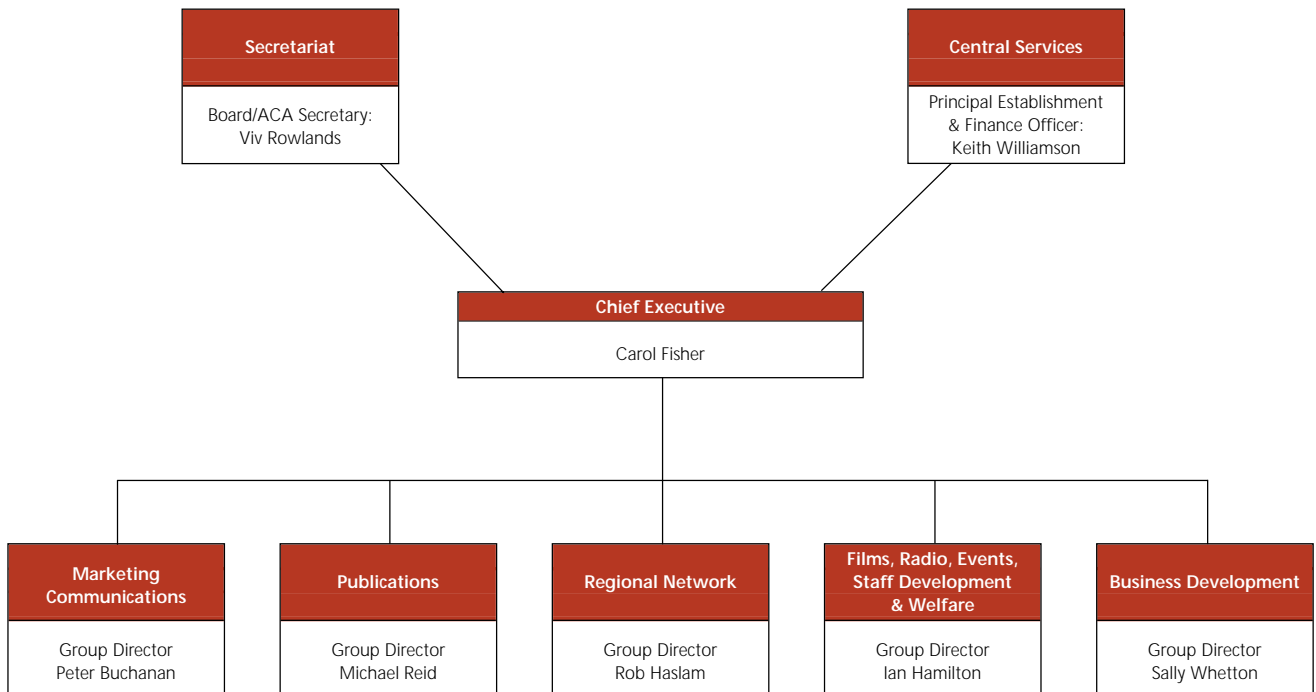 Secretariat
Board/ACA Secretary:
Viv Rowlands
Central Services
Principal Establishment
& Finance Officer:
Keith Williamson
Chief Executive
Carol Fisher
Marketing
Communications
Group Director
Peter Buchanan
Publications
Group Director
Michael Reid
Regional Network
Group Director
Rob Haslam
Films, Radio, Events,
Staff Development
& Welfare
Group Director
Ian Hamilton
Business Development
Group Director
Sally Whetton